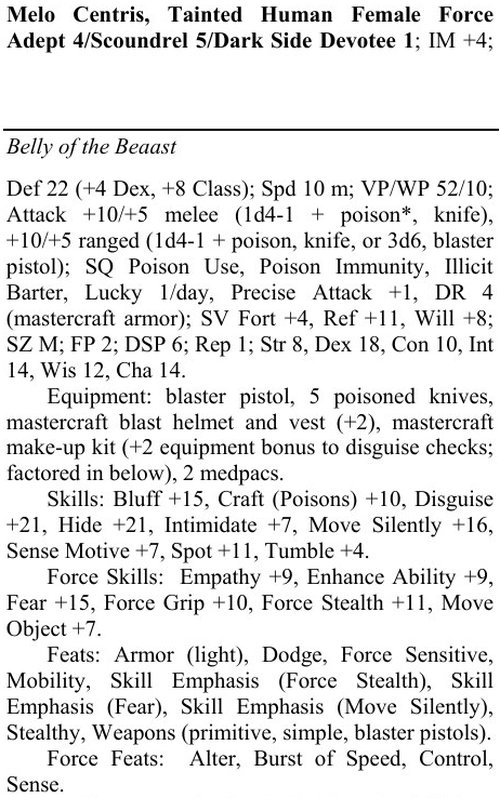 Melo Centris, Tainted Human Female Force
Adept 4/Scoundrel 5/Dark Side Devotee 1; IM +4;
Belly of the Beaast
Def 22 (+4 Dex, +8 Class); Spd 10 m; VP/WP 52/10;
Attack +10/+5 melee (1d4-1 + poison*, knife),
+10/+5 ranged (1d4-1 + poison, knife, or 3d6, blaster
pistol); SQ Poison Use, Poison Immunity, Illicit
Barter, Lucky 1/day, Precise Attack +1, DR 4
(mastercraft armor); SV Fort +4, Ref +11, Will +8;
SZ M; FP 2; DSP 6; Rep 1; Str 8, Dex 18, Con 10, Int
14, Wis 12, Cha 14.
Equipment: blaster pistol, 5 poisoned knives,
mastercraft blast helmet and vest (+2), mastercraft
make-up kit (+2 equipment bonus to disguise checks;
factored in below), 2 medpacs.
Skills: Bluff +15, Craft (Poisons) +10, Disguise
+21, Hide +21, Intimidate +7, Move Silently +16,
Sense Motive +7, Spot +11, Tumble +4.
Force Skills: Empathy +9, Enhance Ability +9,
Fear +15, Force Grip +10, Force Stealth +11, Move
Object +7.
Feats: Armor (light), Dodge, Force Sensitive,
Mobility, Skill Emphasis (Force Stealth), Skill
Emphasis (Fear), Skill Emphasis (Move Silently),
Stealthy, Weapons (primitive, simple, blaster pistols).
Force Feats: Alter, Burst of Speed, Control,
Sense.